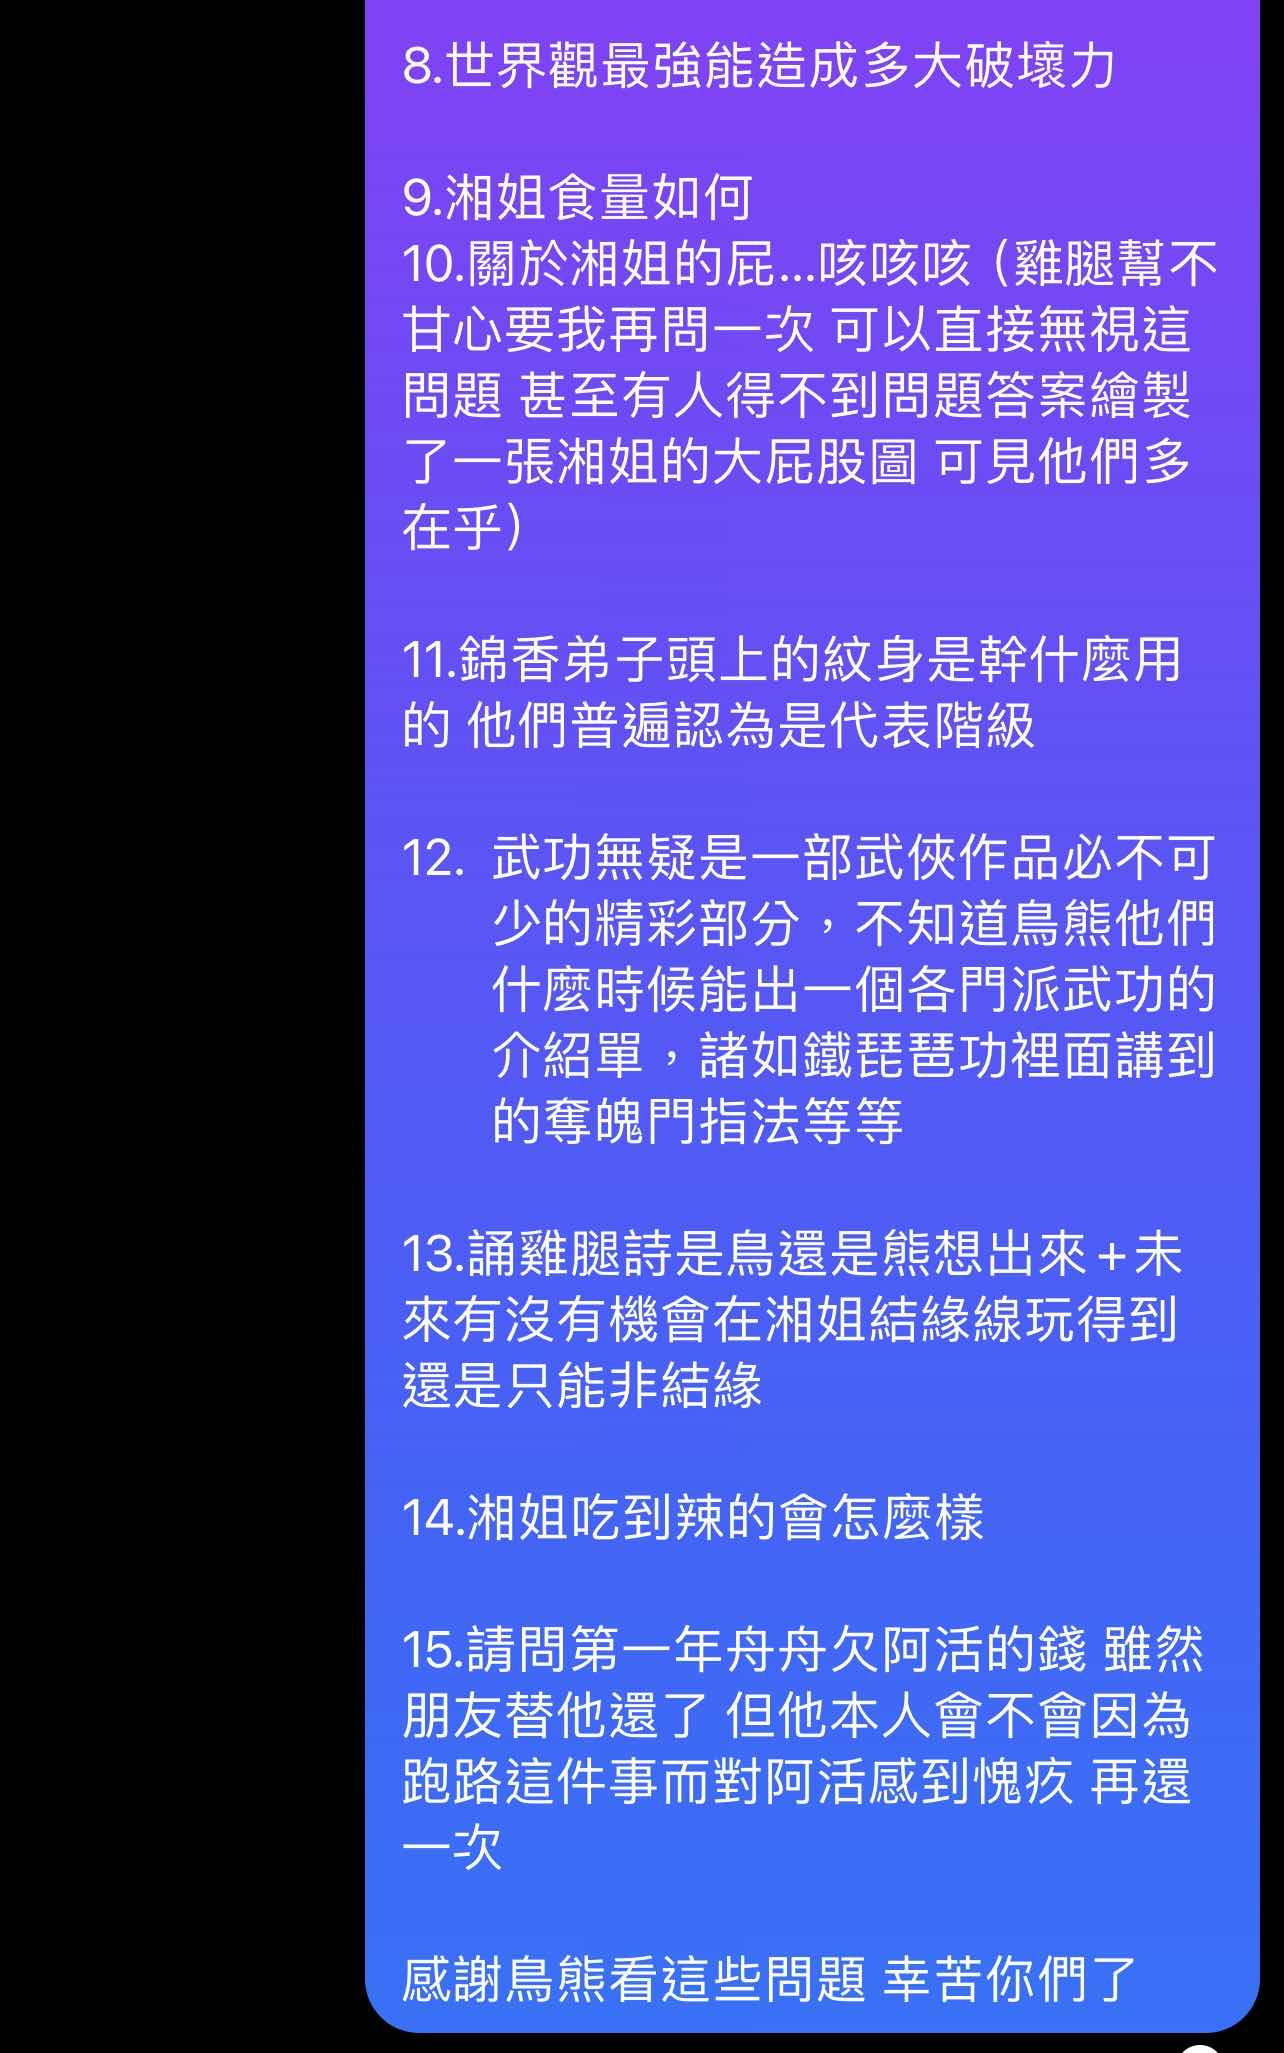 8.世界觀最強能造成多大破壞力
9.湘姐食量如何
10.關於湘姐的屁...咳咳咳（雞腿幫不
甘心要我再問一次 可以直接無視這
問題 甚至有人得不到問題答案繪製
了一張湘姐的大屁股圖 可見他們多
在乎）
11.錦香弟子頭上的紋身是幹什麼用
的 他們普遍認為是代表階級
12. 武功無疑是一部武俠作品必不可
少的精彩部分，不知道鳥熊他們
什麼時候能出一個各門派武功的
介紹單，諸如鐵琵琶功裡面講到
的奪魄門指法等等
13.誦雞腿詩是鳥還是熊想出來+未
來有沒有機會在湘姐結緣線玩得到
還是只能非結緣
14.湘姐吃到辣的會怎麼樣
15.請問第一年舟舟欠阿活的錢 雖然
朋友替他還了 但他本人會不會因為
跑路這件事而對阿活感到愧疚 再還
一次
感謝鳥熊看這些問題 幸苦你們了